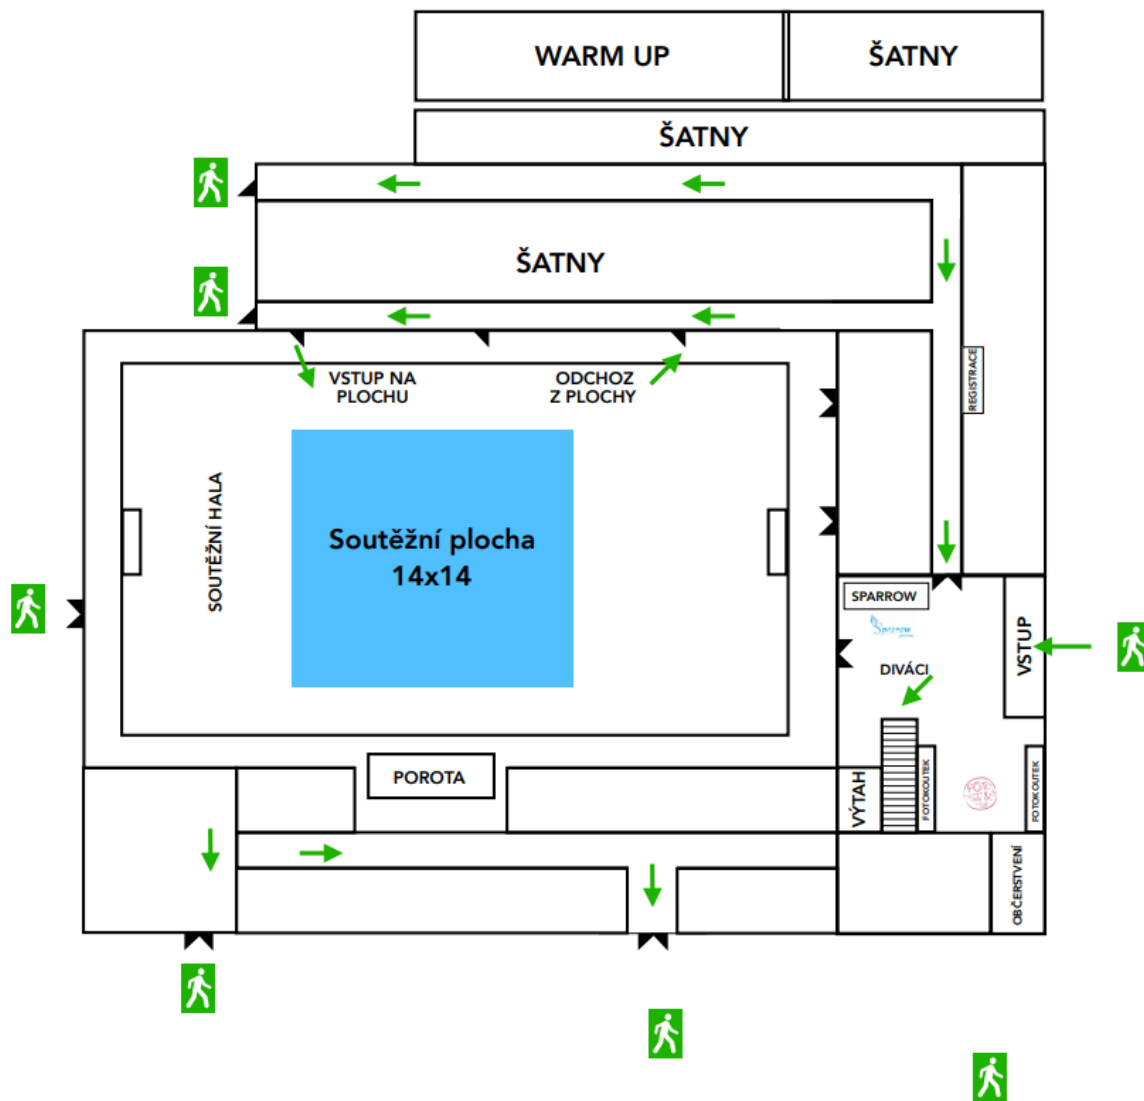 WARM UP
ŠATNY
ŠATNY
ŠATNY
VSTUP NA
PLOCHU
ODCHOZ
Z PLOCHY
REGISTRACE
SOUTĚŽNÍ HALA
Soutěžní plocha
14x14
SPARROW
Sparrow
DIVÁCI
VSTUP
POROTA
VÝTAH
FOTOKOUTEK
FOTOKOUTEK
OBČERSTVENÍ